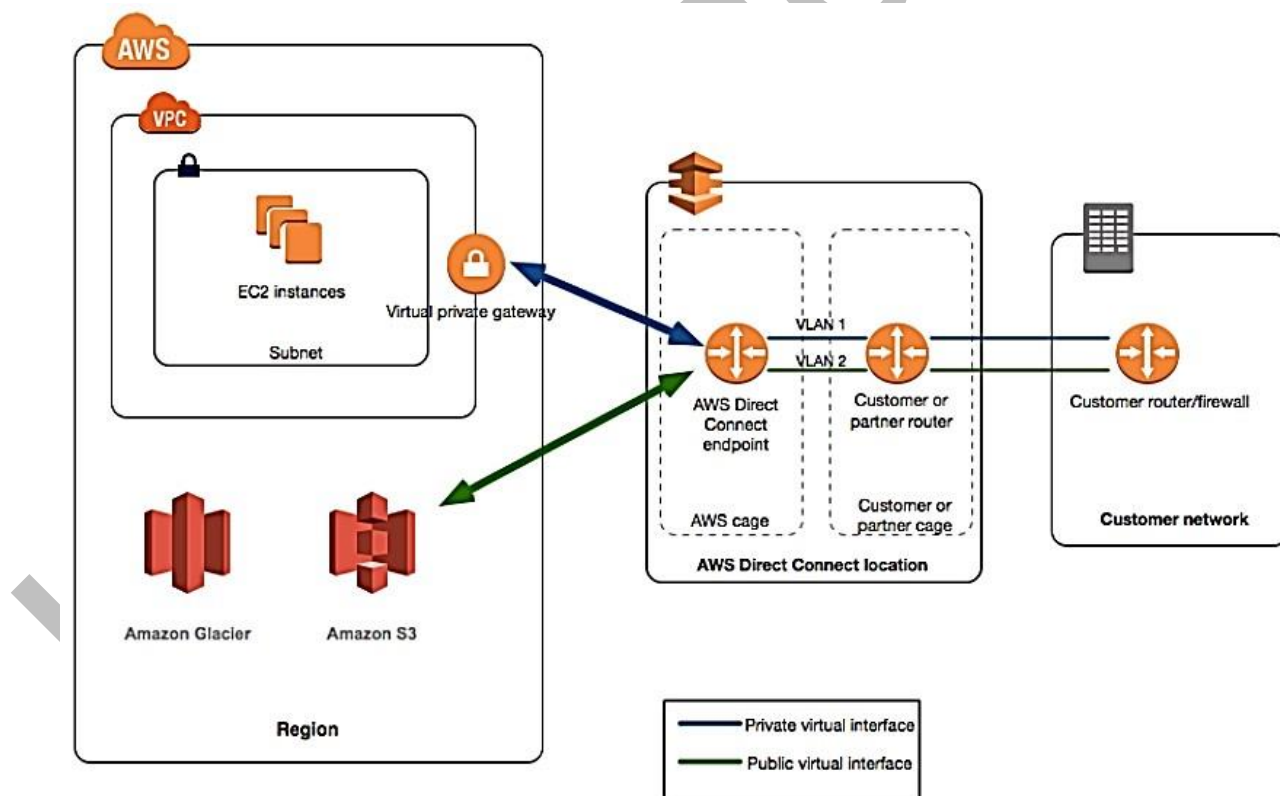 AWS
VPC
EC2 instances
Virtual private gateway
Subnet
VLAN 1
VLAN 2
AWS Direct
Connect
endpoint
Customer or
partner router
Customer router/firewall
AWS cage
Customer or
partner cage
Customer network
AWS Direct Connect location
Amazon Glacier
Amazon S3
Region
Private virtual interface
Public virtual interface